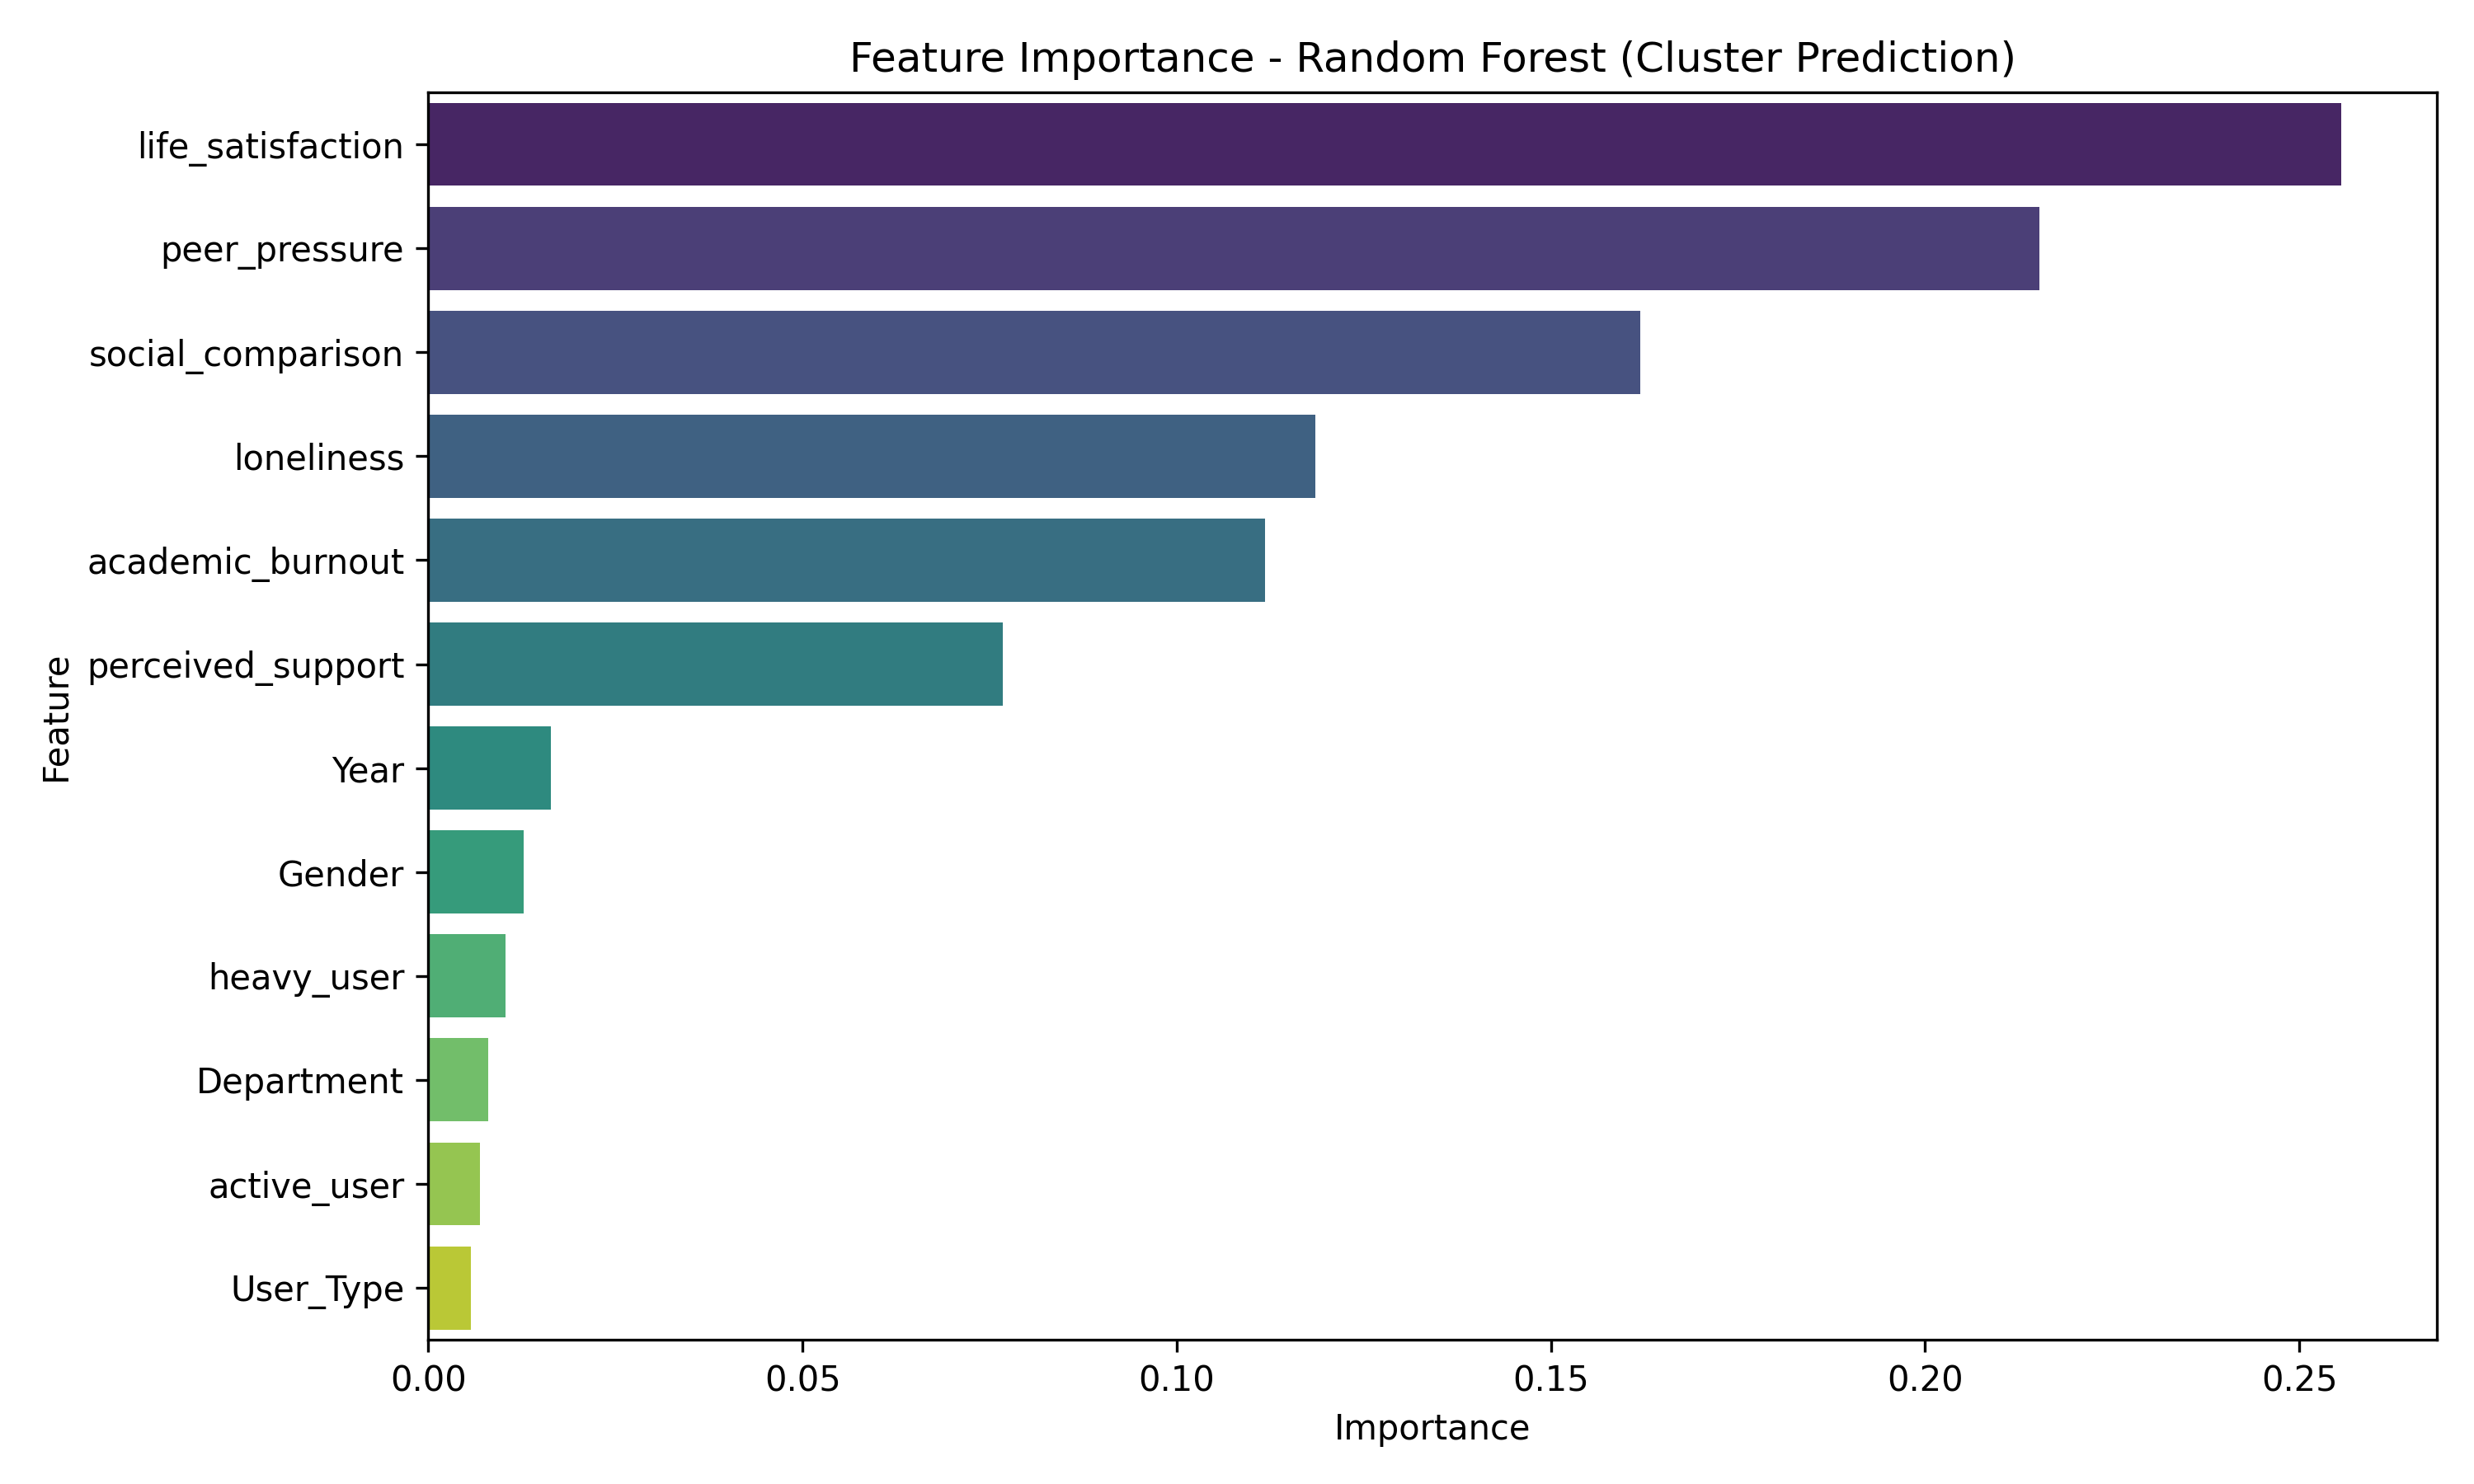 Feature Importance - Random Forest (Cluster Prediction)
life_satisfaction
peer_pressure
social_comparison
loneliness
academic_burnout
perceived_support
Year
Gender
heavy_user
Department
active_user
User_Type
Feature
0.00 0.05 0.10 0.15 0.20 0.25
Importance